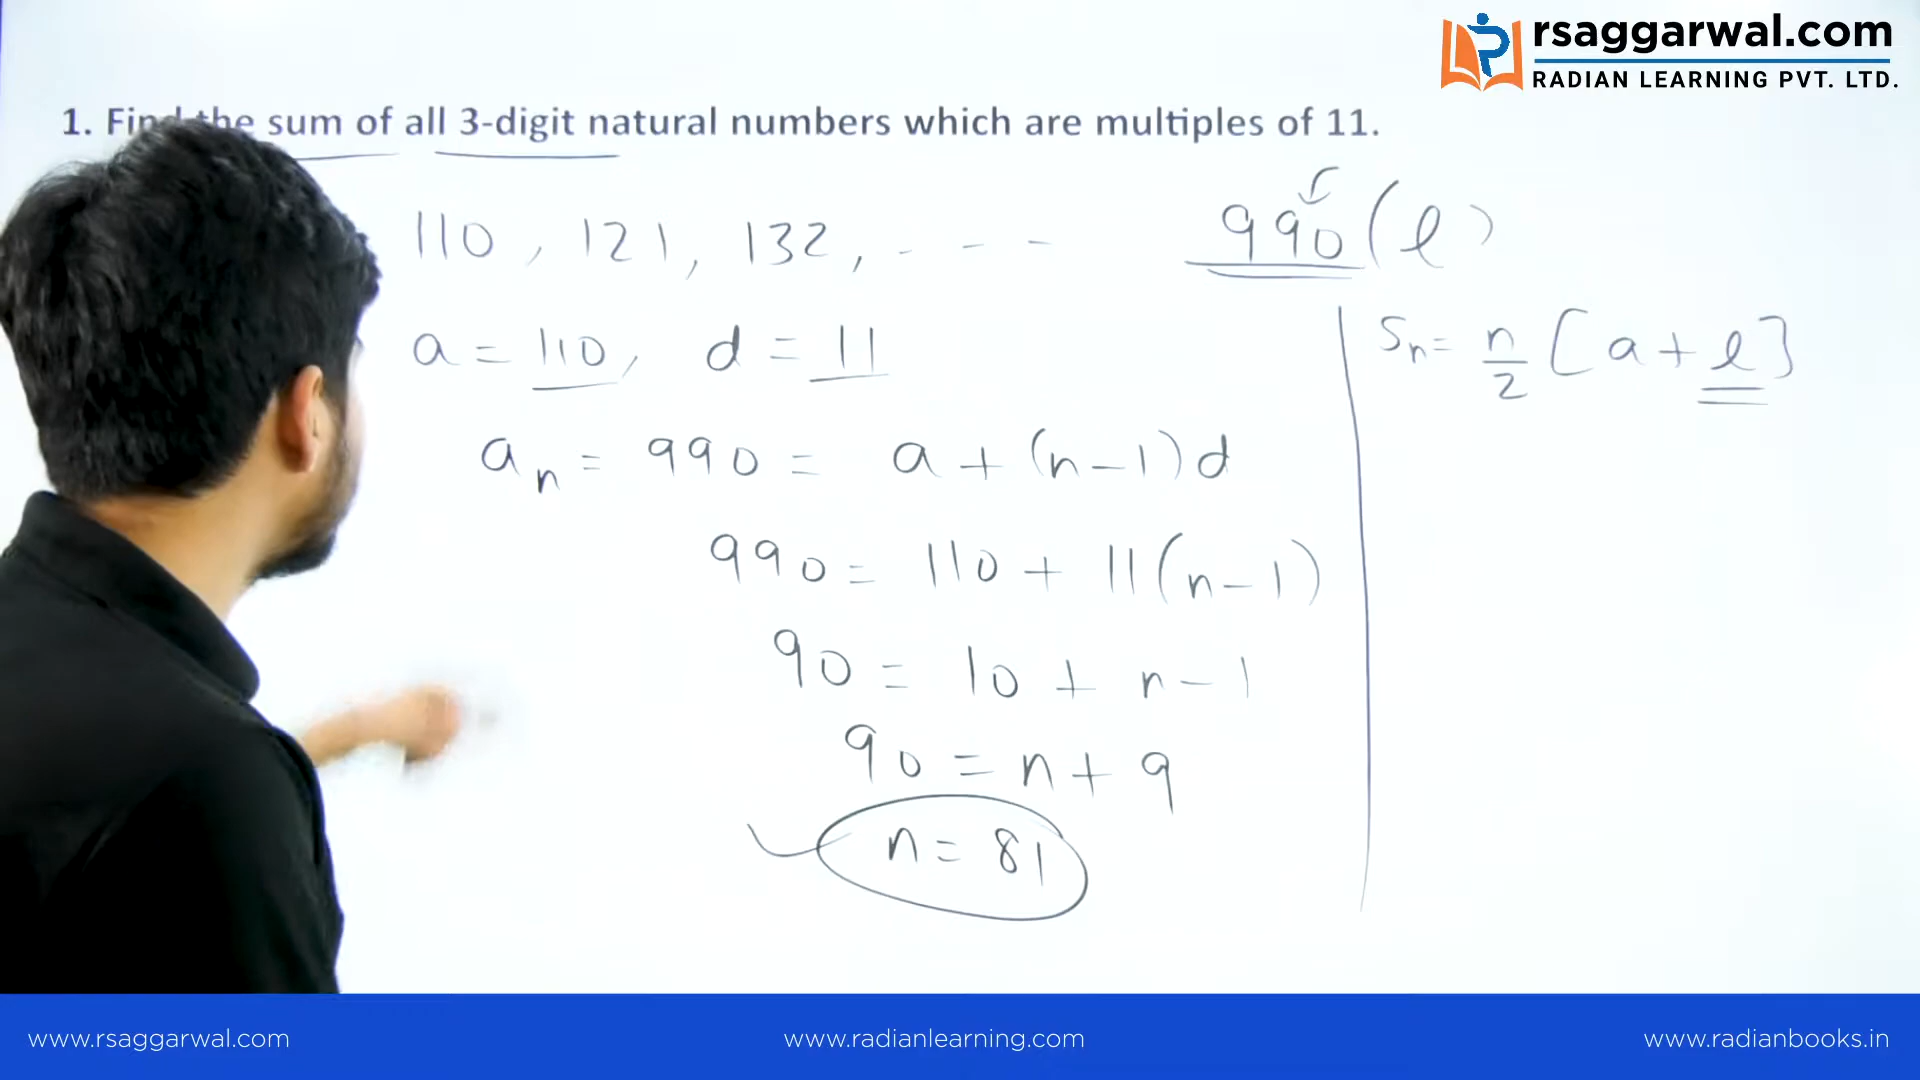 rsaggarwal.com
RADIAN LEARNING PVT. LTD.
1. Find the sum of all 3-digit natural numbers which are multiples of 11.
110, 121, 132, - - - 990 (l)
a = 110, d = 11
an = 990 = a + (n-1)d
990 = 110 + 11(n-1)
90 = 10 + n-1
90 = n + 9
n = 81
Sn = n/2 [a + l]
www.rsaggarwal.com
www.radianlearning.com
www.radianbooks.in